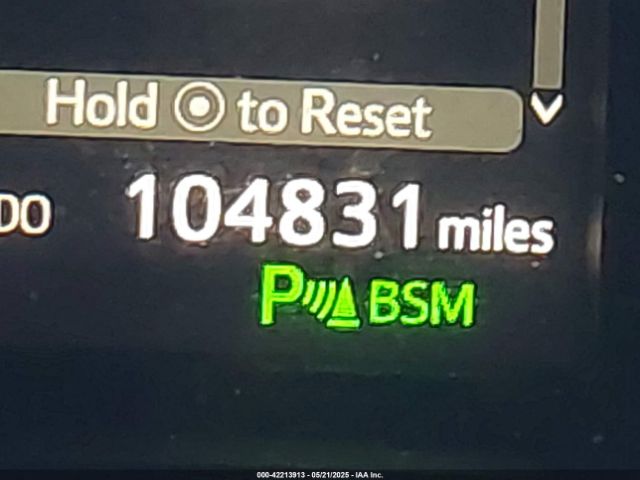 Hold to Reset
104831 miles
P BSM
000-42213913 - 05/21/2025 - IAA Inc.